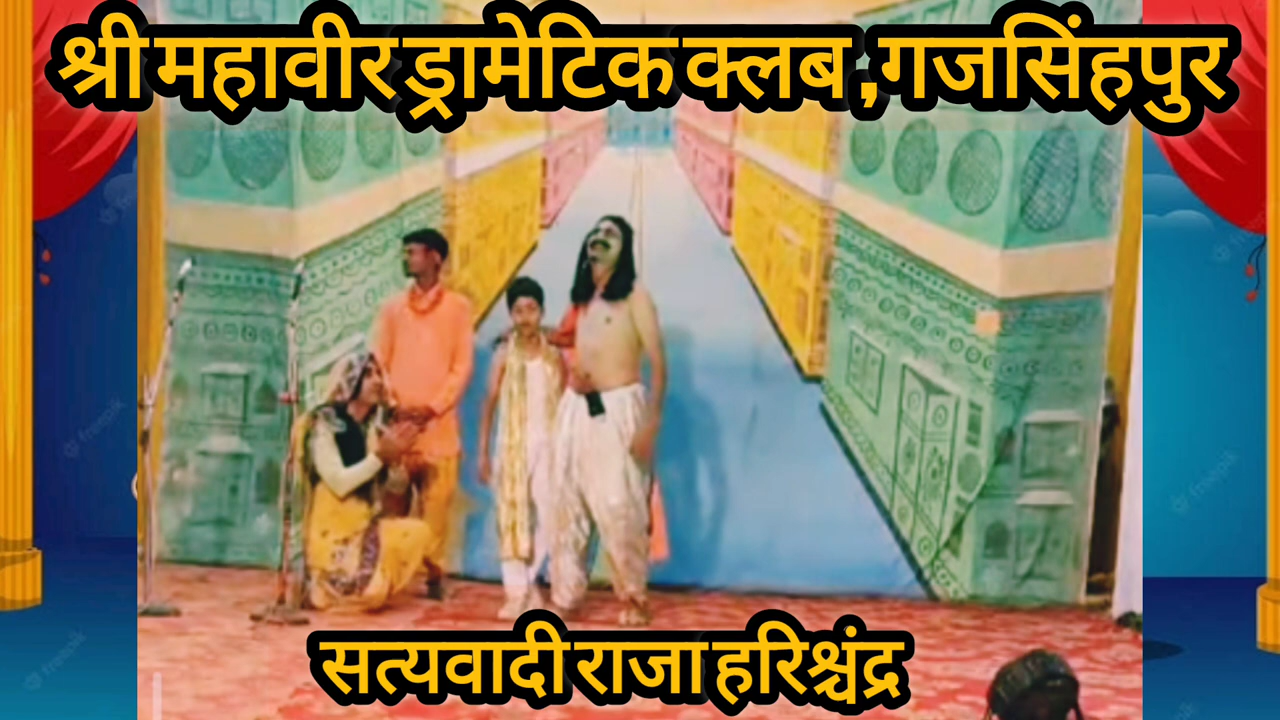 श्री महावीर ड्रामेटिक क्लब ,गजसिंहपुर
सत्यवादी राजा हरिश्चंद्र